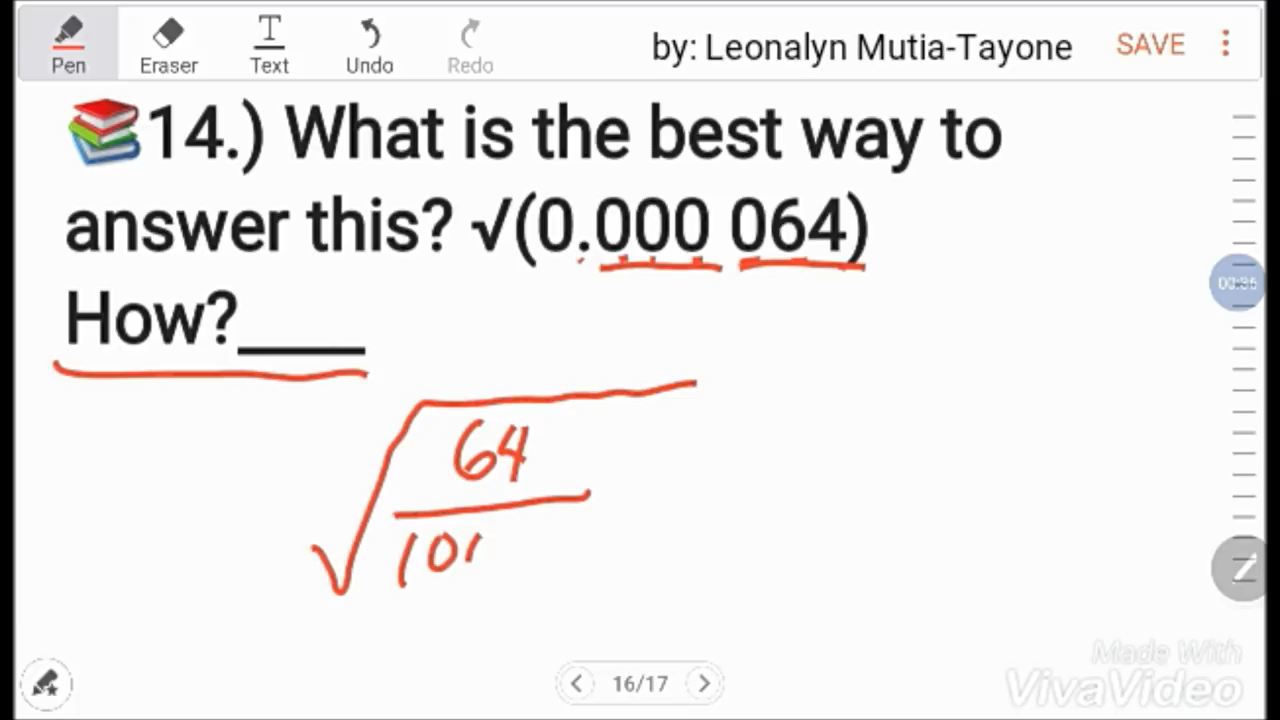 Pen Eraser Text Undo Redo by: Leonalyn Mutia-Tayone SAVE
14.) What is the best way to
answer this? √(0.000 064)
How?_____
64
10
16/17
Made With
VivaVideo